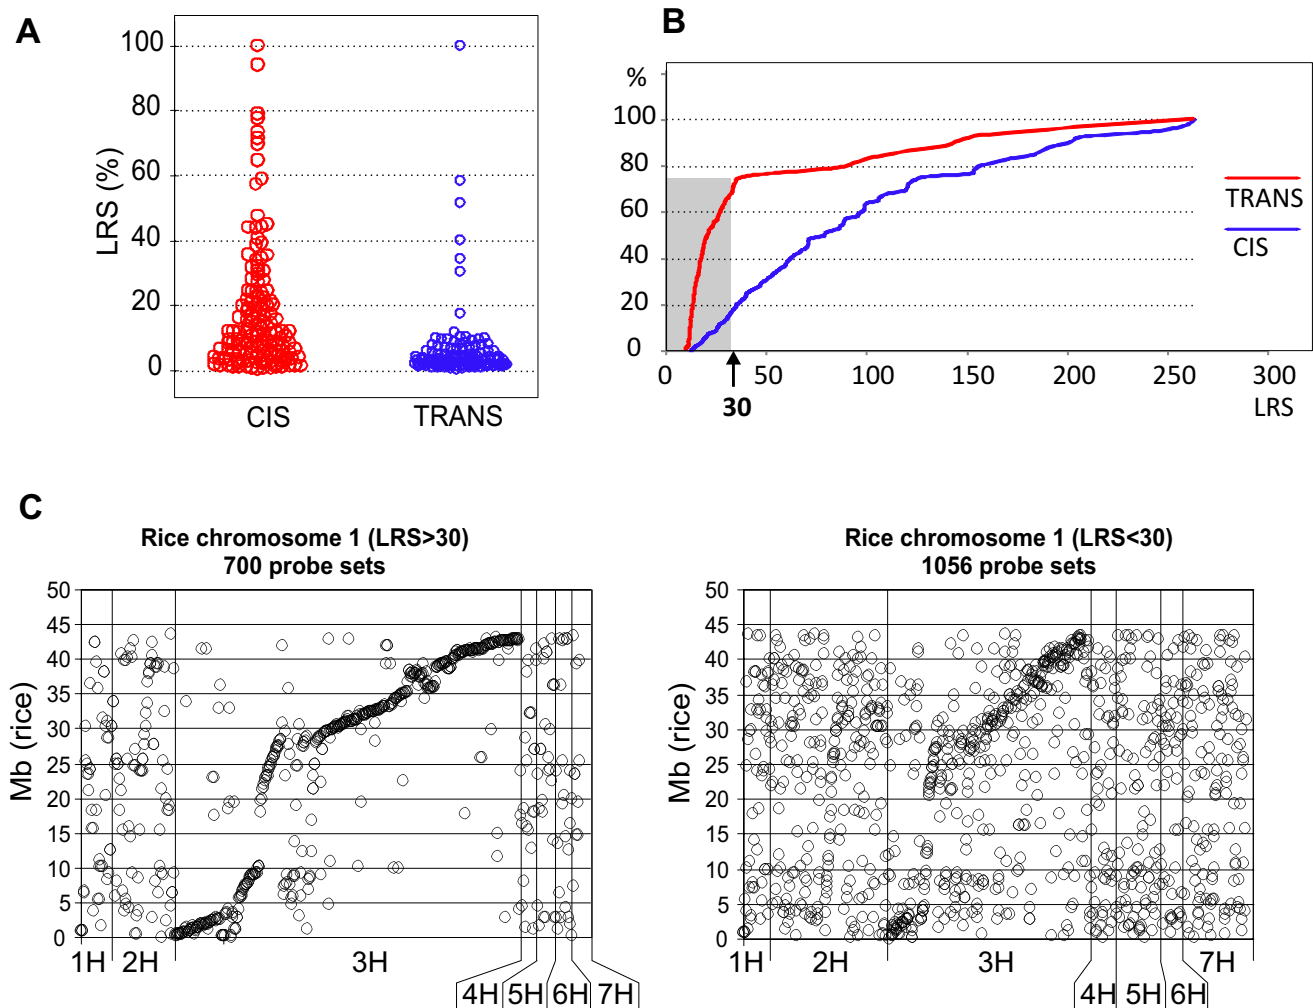 A
LRS (%)
100
80
60
40
20
0
CIS
TRANS
B
%
100
80
60
40
20
0
0
50
100
150
200
250
300
30
LRS
TRANS
CIS
C
Rice chromosome 1 (LRS>30)
700 probe sets
Mb (rice)
50
45
40
35
30
25
20
15
10
5
0
1H
2H
3H
4H
5H
6H
7H
Rice chromosome 1 (LRS<30)
1056 probe sets
Mb (rice)
50
45
40
35
30
25
20
15
10
5
0
1H
2H
3H
4H
5H
6H
7H